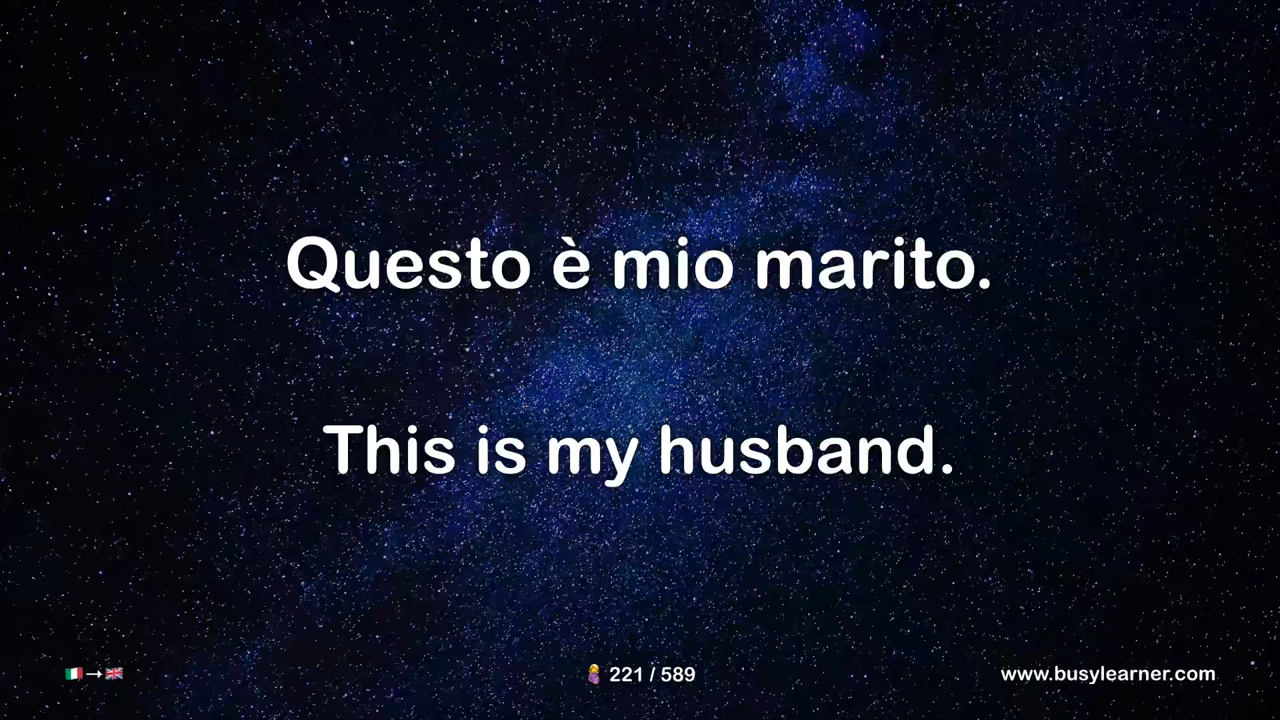 Questo è mio marito.
This is my husband.
🇮🇹→🇬🇧
🤱 221 / 589
www.busylearner.com